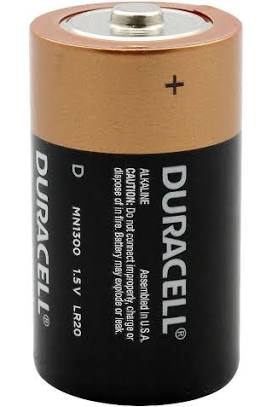 +
DURACELL®
ALKALINE Assembled in U.S.A.
CAUTION: Do not connect improperly, charge or
dispose of in fire. Battery may explode or leak.
D MN1300 1.5V LR20
DURACELL®